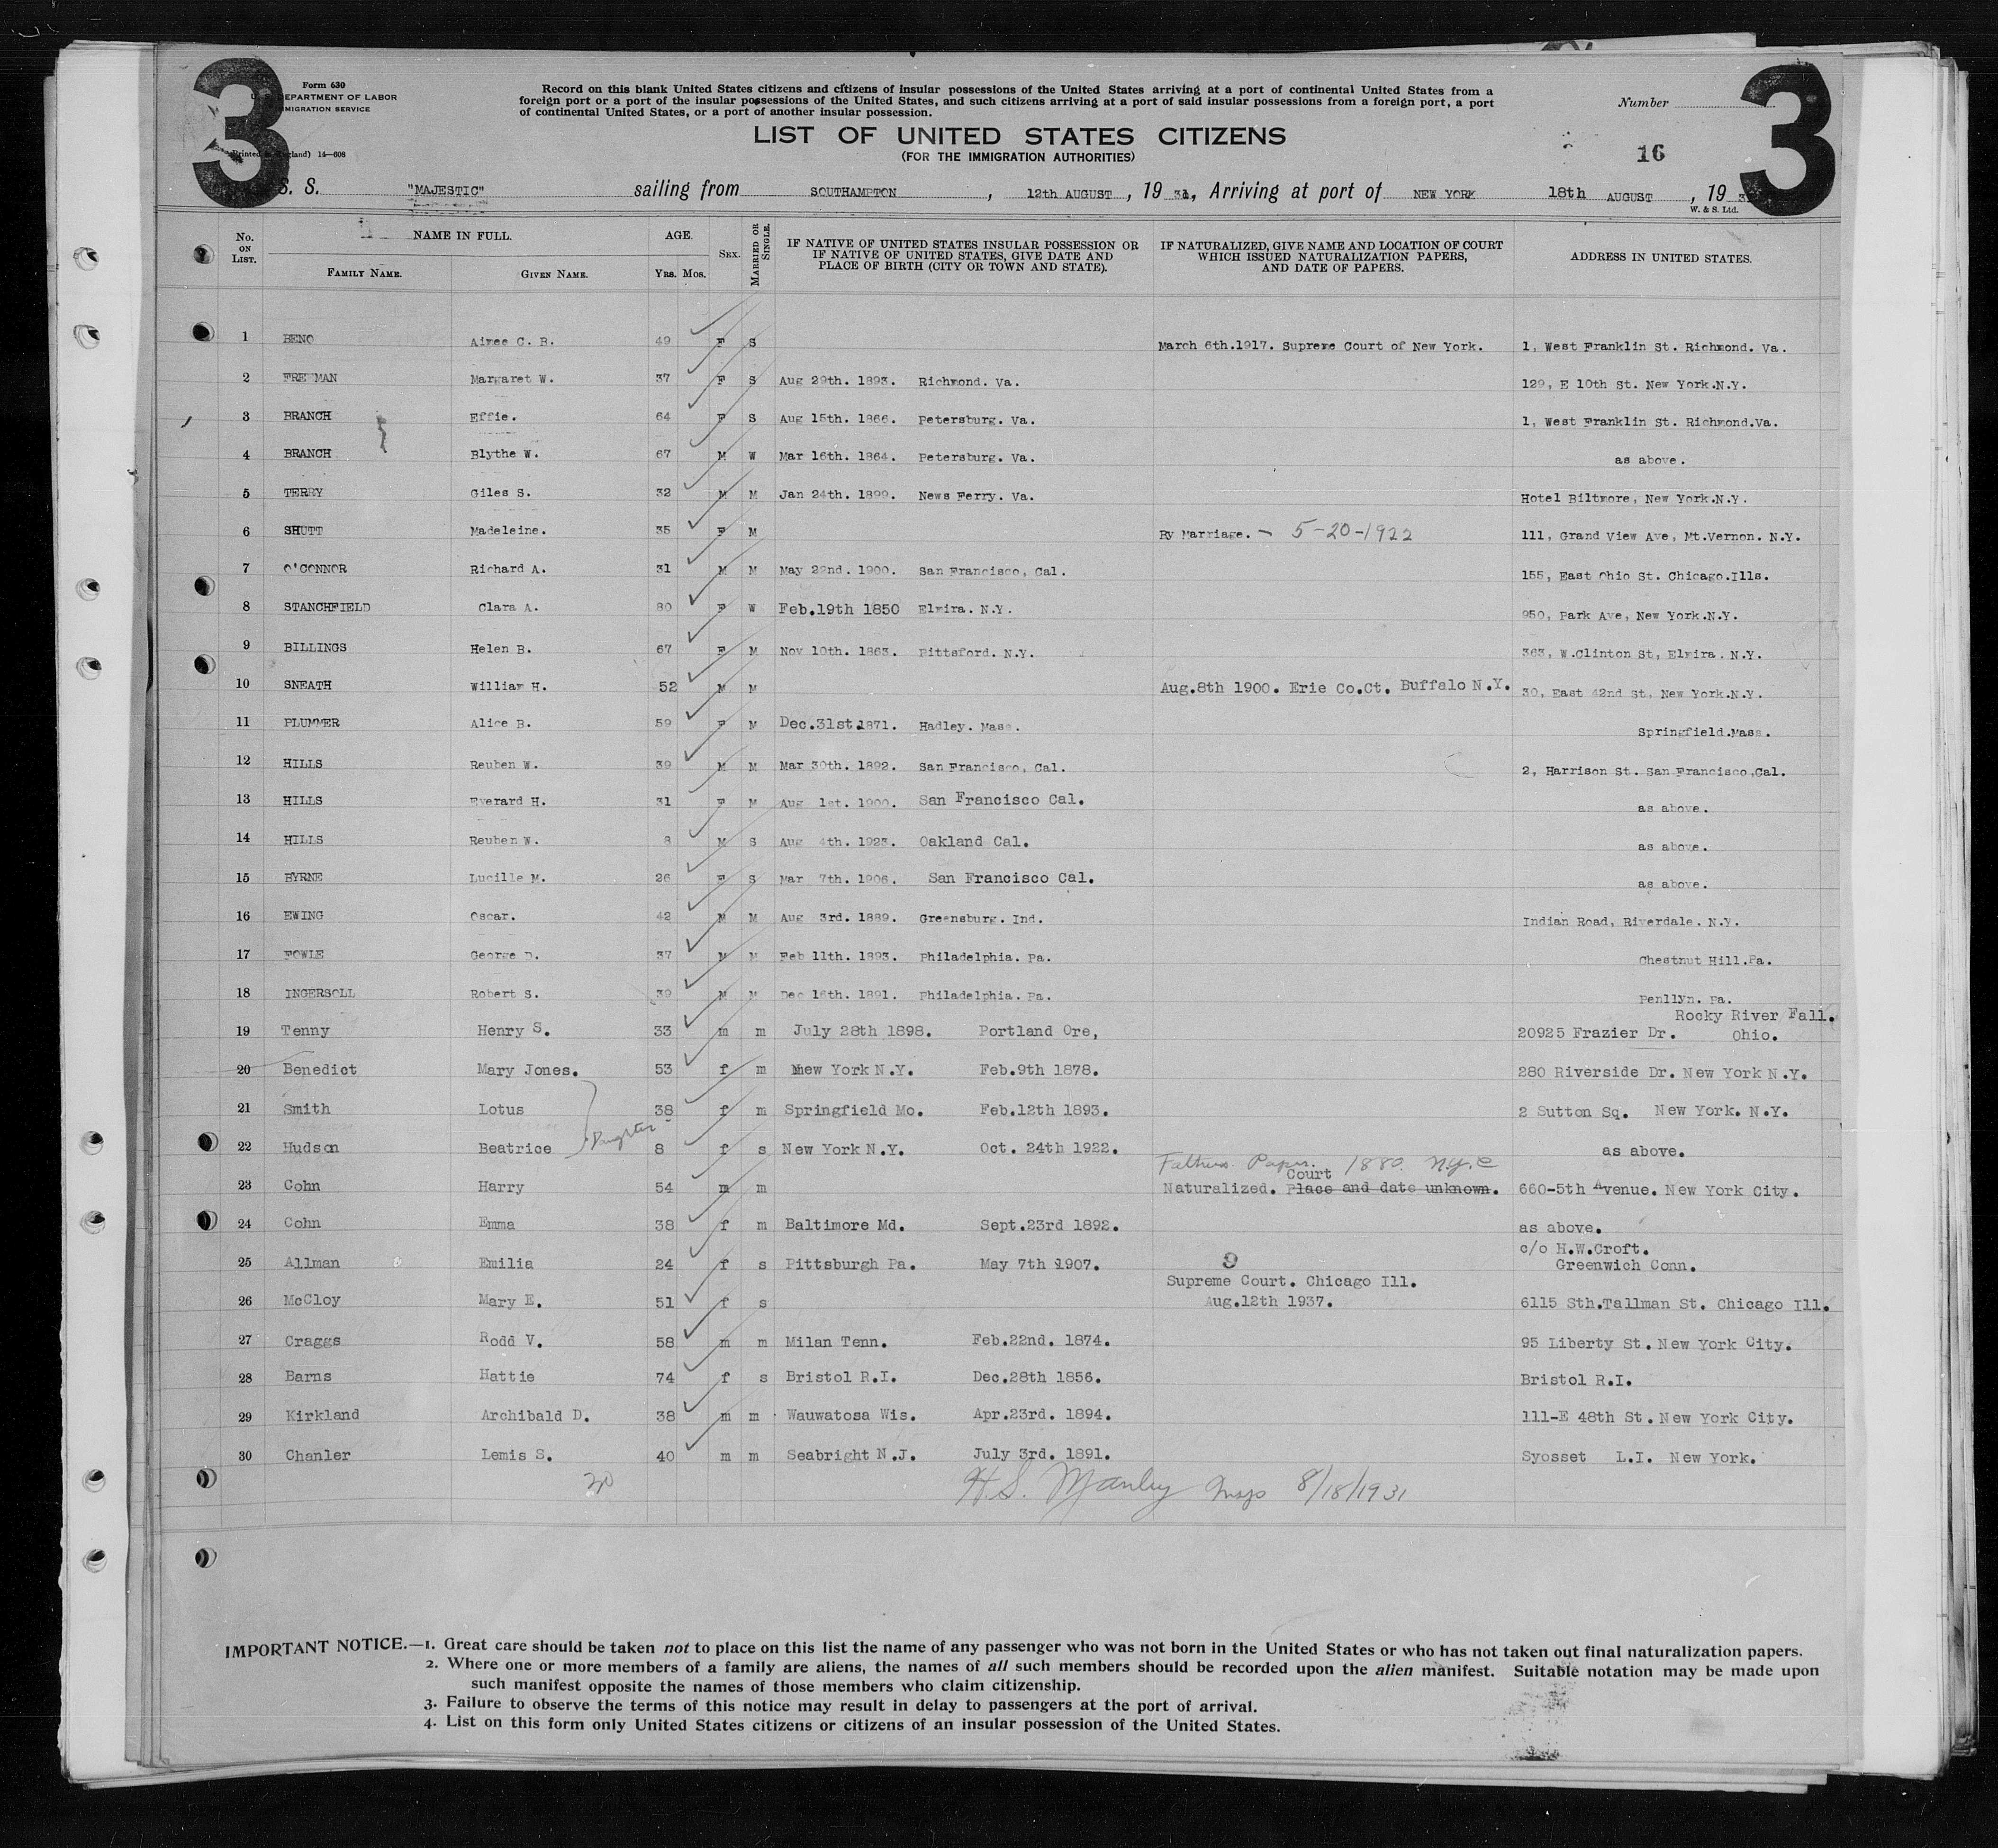 3
Form 630
DEPARTMENT OF LABOR
IMMIGRATION SERVICE
14—608
Record on this blank United States citizens and citizens of insular possessions of the United States arriving at a port of continental United States from a
foreign port or a port of the insular possessions of the United States, and such citizens arriving at a port of said insular possessions from a foreign port, a port
of continental United States, or a port of another insular possession.
Number
3
LIST OF UNITED STATES CITIZENS
(FOR THE IMMIGRATION AUTHORITIES)
16
S. S. "MAJESTIC" sailing from SOUTHAMPTON, 12th AUGUST, 19 31, Arriving at port of NEW YORK 18th AUGUST, 19 3
W. & S. Ltd.
No. ON LIST. NAME IN FULL. FAMILY NAME. GIVEN NAME. AGE. YRS. MOS. SEX. MARRIED OR SINGLE. IF NATIVE OF UNITED STATES INSULAR POSSESSION OR IF NATIVE OF UNITED STATES, GIVE DATE AND PLACE OF BIRTH (CITY OR TOWN AND STATE). IF NATURALIZED, GIVE NAME AND LOCATION OF COURT WHICH ISSUED NATURALIZATION PAPERS, AND DATE OF PAPERS. ADDRESS IN UNITED STATES.
1 BENO Aimee C. B. 49 F S March 6th.1917. Supreme Court of New York. 1, West Franklin St. Richmond. Va.
2 FREEMAN Margaret W. 37 F S Aug 29th. 1893. Richmond. Va. 129, E 10th St. New York.N.Y.
3 BRANCH Effie. 64 F S Aug 15th. 1866. Petersburg. Va. 1, West Franklin St. Richmond.Va.
4 BRANCH Blythe W. 67 M W Mar 16th. 1864. Petersburg. Va. as above.
5 TERRY Giles S. 32 M M Jan 24th. 1899. News Ferry. Va. Hotel Biltmore, New York.N.Y.
6 SHUTT Madeleine. 35 F M By Marriage. — 5-20-1922 111, Grand View Ave, Mt.Vernon. N.Y.
7 O'CONNOR Richard A. 31 M M May 22nd. 1900. San Francisco, Cal. 155, East Ohio St. Chicago.Ills.
8 STANCHFIELD Clara A. 80 F W Feb.19th 1850 Elmira. N.Y. 950, Park Ave, New York.N.Y.
9 BILLINGS Helen B. 67 F M Nov 10th. 1863. Pittsford. N.Y. 363, W.Clinton St, Elmira. N.Y.
10 SNEATH William H. 52 M M Aug.8th 1900. Erie Co.Ct. Buffalo N.Y. 30, East 42nd St, New York.N.Y.
11 PLUMMER Alice B. 59 F M Dec.31st.1871. Hadley. Mass. Springfield.Mass.
12 HILLS Reuben W. 39 M M Mar 30th. 1892. San Francisco, Cal. 2, Harrison St. San Francisco,Cal.
13 HILLS Everard H. 31 F M Aug 1st. 1900. San Francisco Cal. as above.
14 HILLS Reuben W. 8 M S Aug 4th. 1923. Oakland Cal. as above.
15 BYRNE Lucille M. 26 F S Mar 7th. 1906. San Francisco Cal. as above.
16 EWING Oscar. 42 M M Aug 3rd. 1889. Greensburg. Ind. Indian Road, Riverdale. N.Y.
17 FOWLE George D. 37 M M Feb 11th. 1893. Philadelphia. Pa. Chestnut Hill.Pa.
18 INGERSOLL Robert S. 39 M M Dec 16th. 1891. Philadelphia. Pa. Penllyn. Pa.
Rocky River Fall.
19 Tenny Henry S. 33 m m July 28th 1898. Portland Ore, 20925 Frazier Dr. Ohio.
20 Benedict Mary Jones. 53 f m New York N.Y. Feb.9th 1878. 280 Riverside Dr. New York N.Y.
21 Smith Lotus 38 f m Springfield Mo. Feb.12th 1893. 2 Sutton Sq. New York. N.Y.
Daughter
22 Hudson Beatrice 8 f s New York N.Y. Oct. 24th 1922. as above.
Fathers Papers. 1880. N.Y.C
Court
23 Cohn Harry 54 m m Naturalized. Place and date unknown. 660-5th Avenue. New York City.
24 Cohn Emma 38 f m Baltimore Md. Sept.23rd 1892. as above.
c/o H.W.Croft.
25 Allman Emilia 24 f s Pittsburgh Pa. May 7th 1907. 9 Greenwich Conn.
Supreme Court. Chicago Ill.
26 McCloy Mary E. 51 f s Aug.12th 1937. 6115 Sth.Tallman St. Chicago Ill.
27 Craggs Rodd V. 58 m m Milan Tenn. Feb.22nd. 1874. 95 Liberty St. New York City.
28 Barns Hattie 74 f s Bristol R.I. Dec.28th 1856. Bristol R.I.
29 Kirkland Archibald D. 38 m m Wauwatosa Wis. Apr.23rd. 1894. 111-E 48th St. New York City.
30 Chanler Lemis S. 40 m m Seabright N.J. July 3rd. 1891. Syosset L.I. New York.
H.S. Manley Insp 8/18/1931
IMPORTANT NOTICE.—1. Great care should be taken not to place on this list the name of any passenger who was not born in the United States or who has not taken out final naturalization papers.
2. Where one or more members of a family are aliens, the names of all such members should be recorded upon the alien manifest. Suitable notation may be made upon
such manifest opposite the names of those members who claim citizenship.
3. Failure to observe the terms of this notice may result in delay to passengers at the port of arrival.
4. List on this form only United States citizens or citizens of an insular possession of the United States.